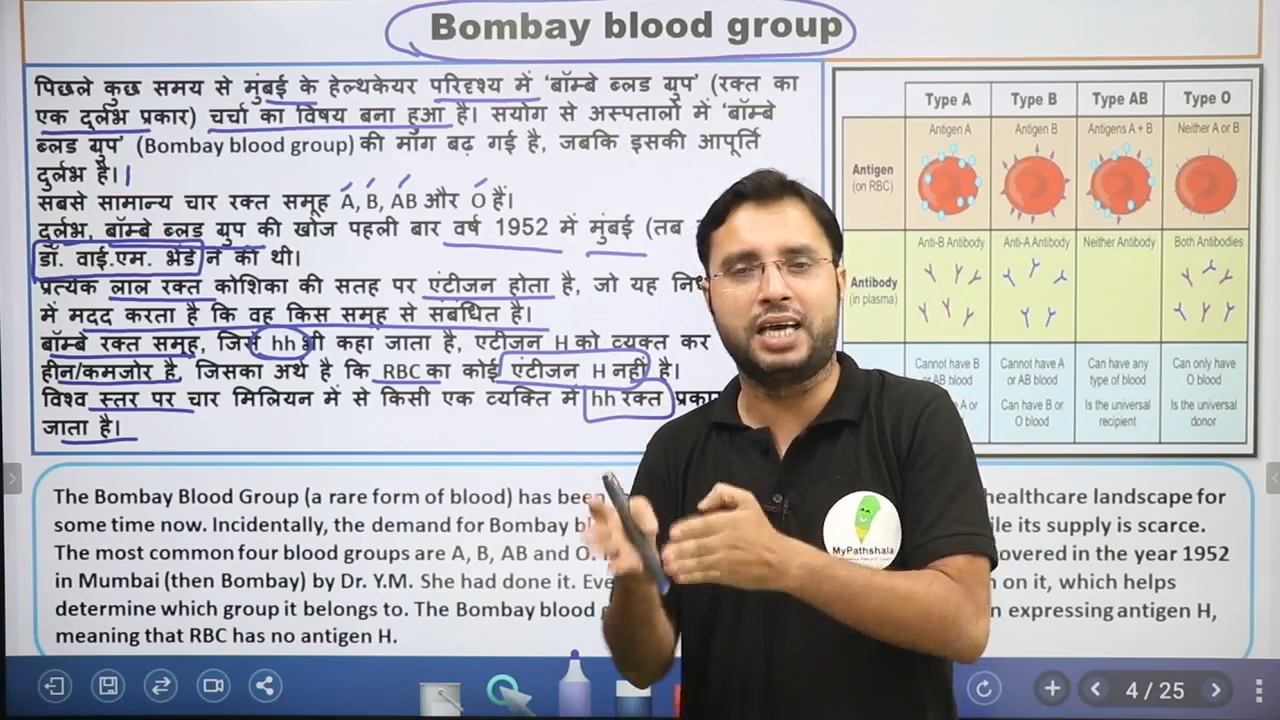 Bombay blood group
पिछले कुछ समय से मुंबई के हेल्थकेयर परिदृश्य में 'बॉम्बे ब्लड ग्रुप' (रक्त का
एक दुर्लभ प्रकार) चर्चा का विषय बना हुआ है। संयोग से अस्पतालों में 'बॉम्बे
ब्लड ग्रुप' (Bombay blood group) की माँग बढ़ गई है, जबकि इसकी आपूर्ति
दुर्लभ है।
सबसे सामान्य चार रक्त समूह A, B, AB और O हैं।
दुर्लभ, बॉम्बे ब्लड ग्रुप की खोज पहली बार वर्ष 1952 में मुंबई (तब
डॉ. वाई.एम. भेंडे ने की थी।
प्रत्येक लाल रक्त कोशिका की सतह पर एंटीजन होता है, जो यह
में मदद करता है कि वह किस समूह से संबंधित है।
बॉम्बे रक्त समूह, जिसे hh भी कहा जाता है, एंटीजन H को व्यक्त कर
हीन/कमजोर है, जिसका अर्थ है कि RBC का कोई एंटीजन H नहीं है।
विश्व स्तर पर चार मिलियन में से किसी एक व्यक्ति में hh रक्त
जाता है।
Type A Type B Type AB Type O
Antigen A Antigen B Antigens A + B Neither A or B
Antigen
(on RBC)
Anti-B Antibody Anti-A Antibody Neither Antibody Both Antibodies
Antibody
(in plasma)
Cannot have B Cannot have A Can have any Can only have
AB blood or AB blood type of blood O blood
A or Can have B or Is the universal Is the universal
O blood recipient donor
The Bombay Blood Group (a rare form of blood) has been healthcare landscape for
some time now. Incidentally, the demand for Bombay its supply is scarce.
The most common four blood groups are A, B, AB and O. in the year 1952
in Mumbai (then Bombay) by Dr. Y.M. She had done it. on it, which helps
determine which group it belongs to. The Bombay blood expressing antigen H,
meaning that RBC has no antigen H.
MyPathshala
4 / 25